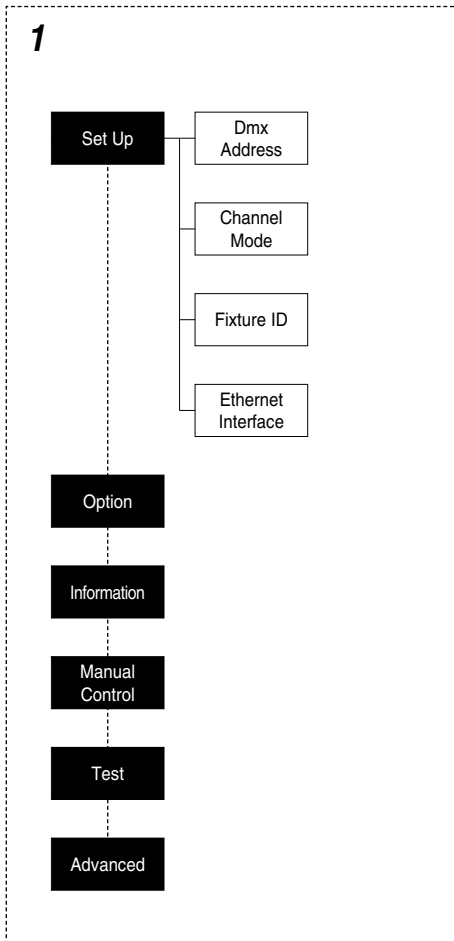 1
Set Up
Dmx
Address
Channel
Mode
Fixture ID
Ethernet
Interface
Option
Information
Manual
Control
Test
Advanced